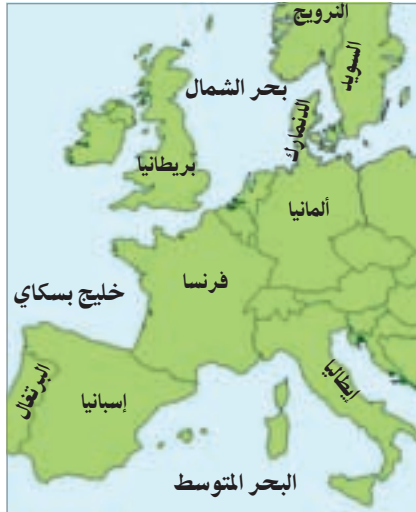 النرويج
السويد
بحر الشمال
الدنمارك
بريطانيا
ألمانيا
فرنسا
خليج بسكاي
إيطاليا
البرتغال
إسبانيا
البحر المتوسط